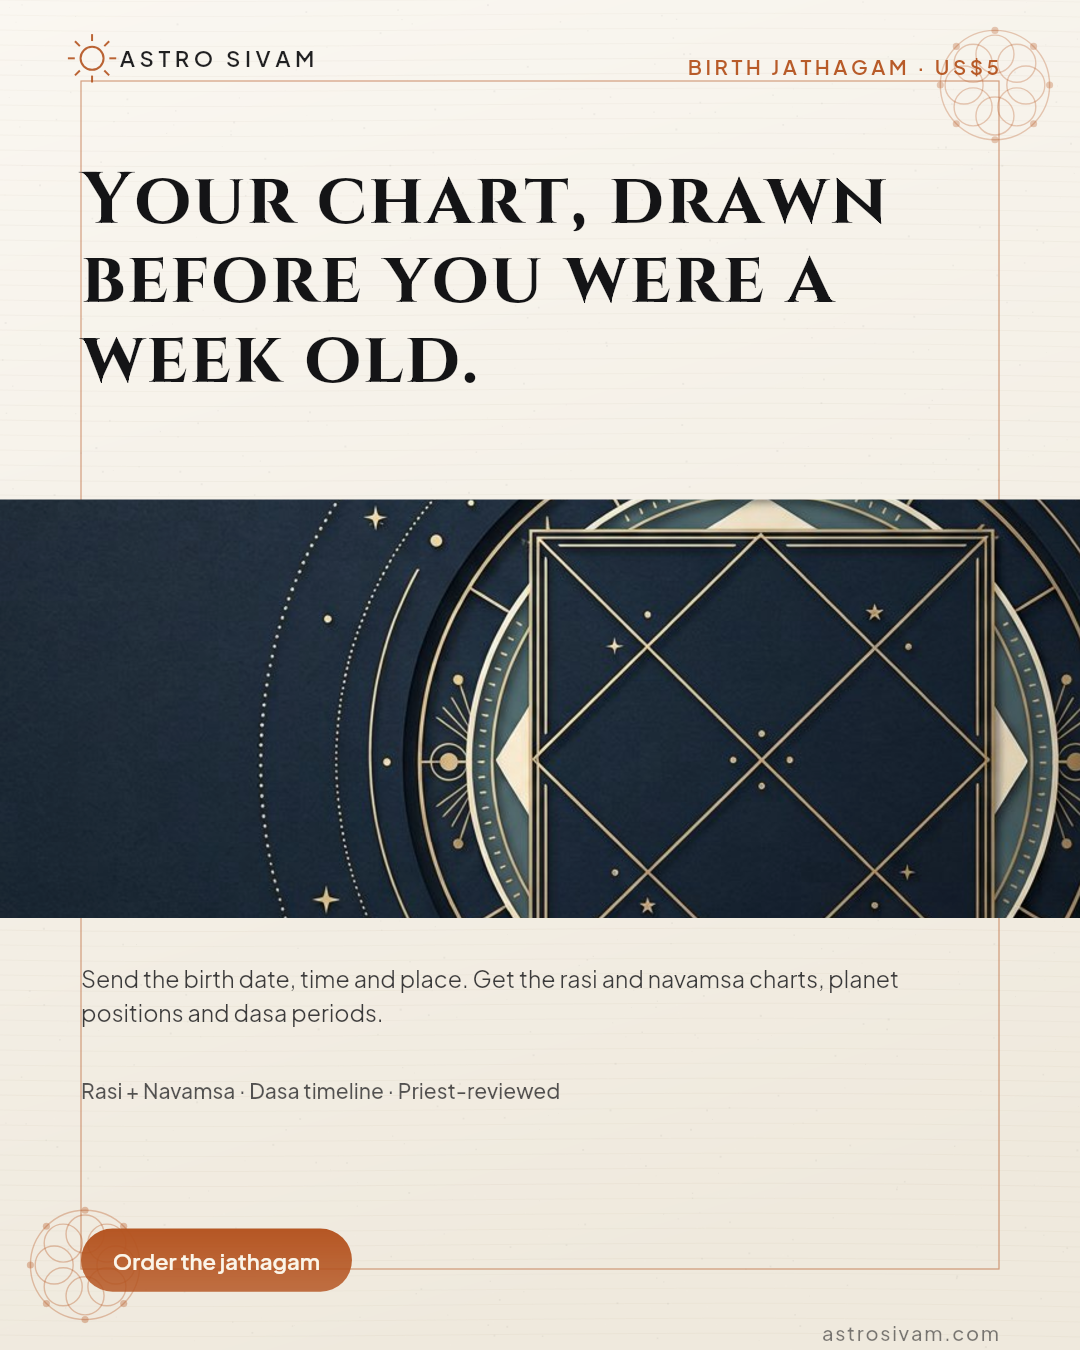 ASTRO SIVAM
BIRTH JATHAGAM · US$5
YOUR CHART, DRAWN
BEFORE YOU WERE A
WEEK OLD.
Send the birth date, time and place. Get the rasi and navamsa charts, planet
positions and dasa periods.
Rasi + Navamsa · Dasa timeline · Priest-reviewed
Order the jathagam
astrosivam.com